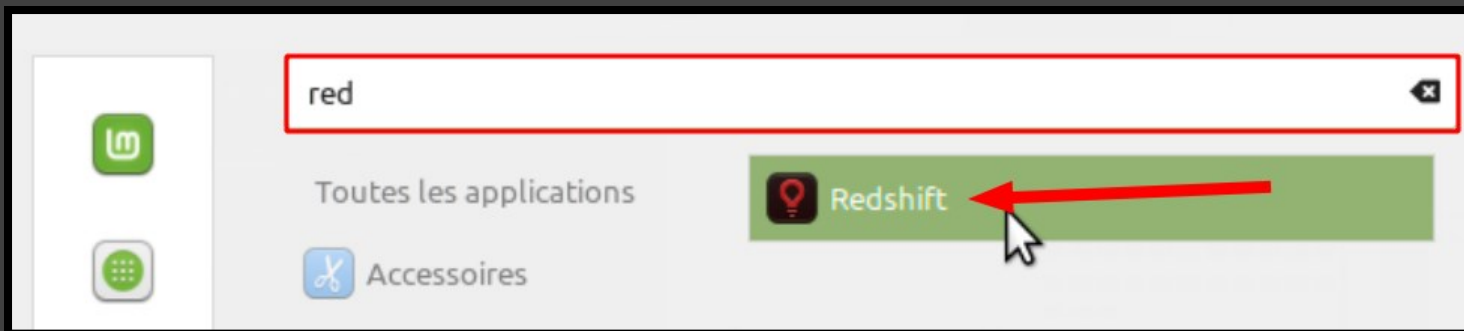 red
Toutes les applications
Redshift
Accessoires